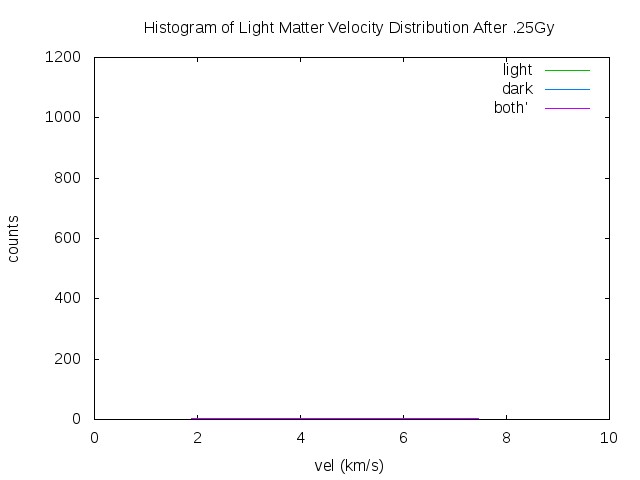 Histogram of Light Matter Velocity Distribution After .25Gy
1200
1000
800
600
400
200
0
counts
light
dark
both'
0 2 4 6 8 10
vel (km/s)